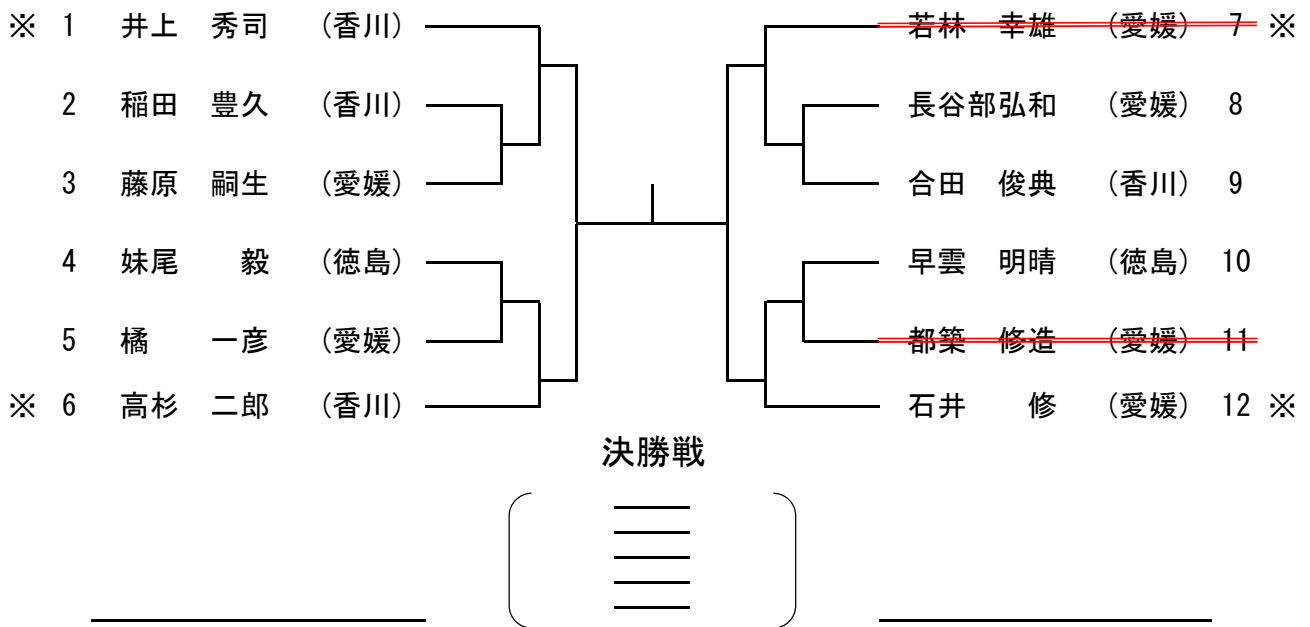 ※ 1 井上 秀司 (香川)
2 稲田 豊久 (香川)
3 藤原 嗣生 (愛媛)
4 妹尾 毅 (徳島)
5 橘 一彦 (愛媛)
※ 6 高杉 二郎 (香川)
若林 幸雄 (愛媛) 7 ※
長谷部弘和 (愛媛) 8
合田 俊典 (香川) 9
早雲 明晴 (徳島) 10
都築 修造 (愛媛) 11
石井 修 (愛媛) 12 ※
決勝戦